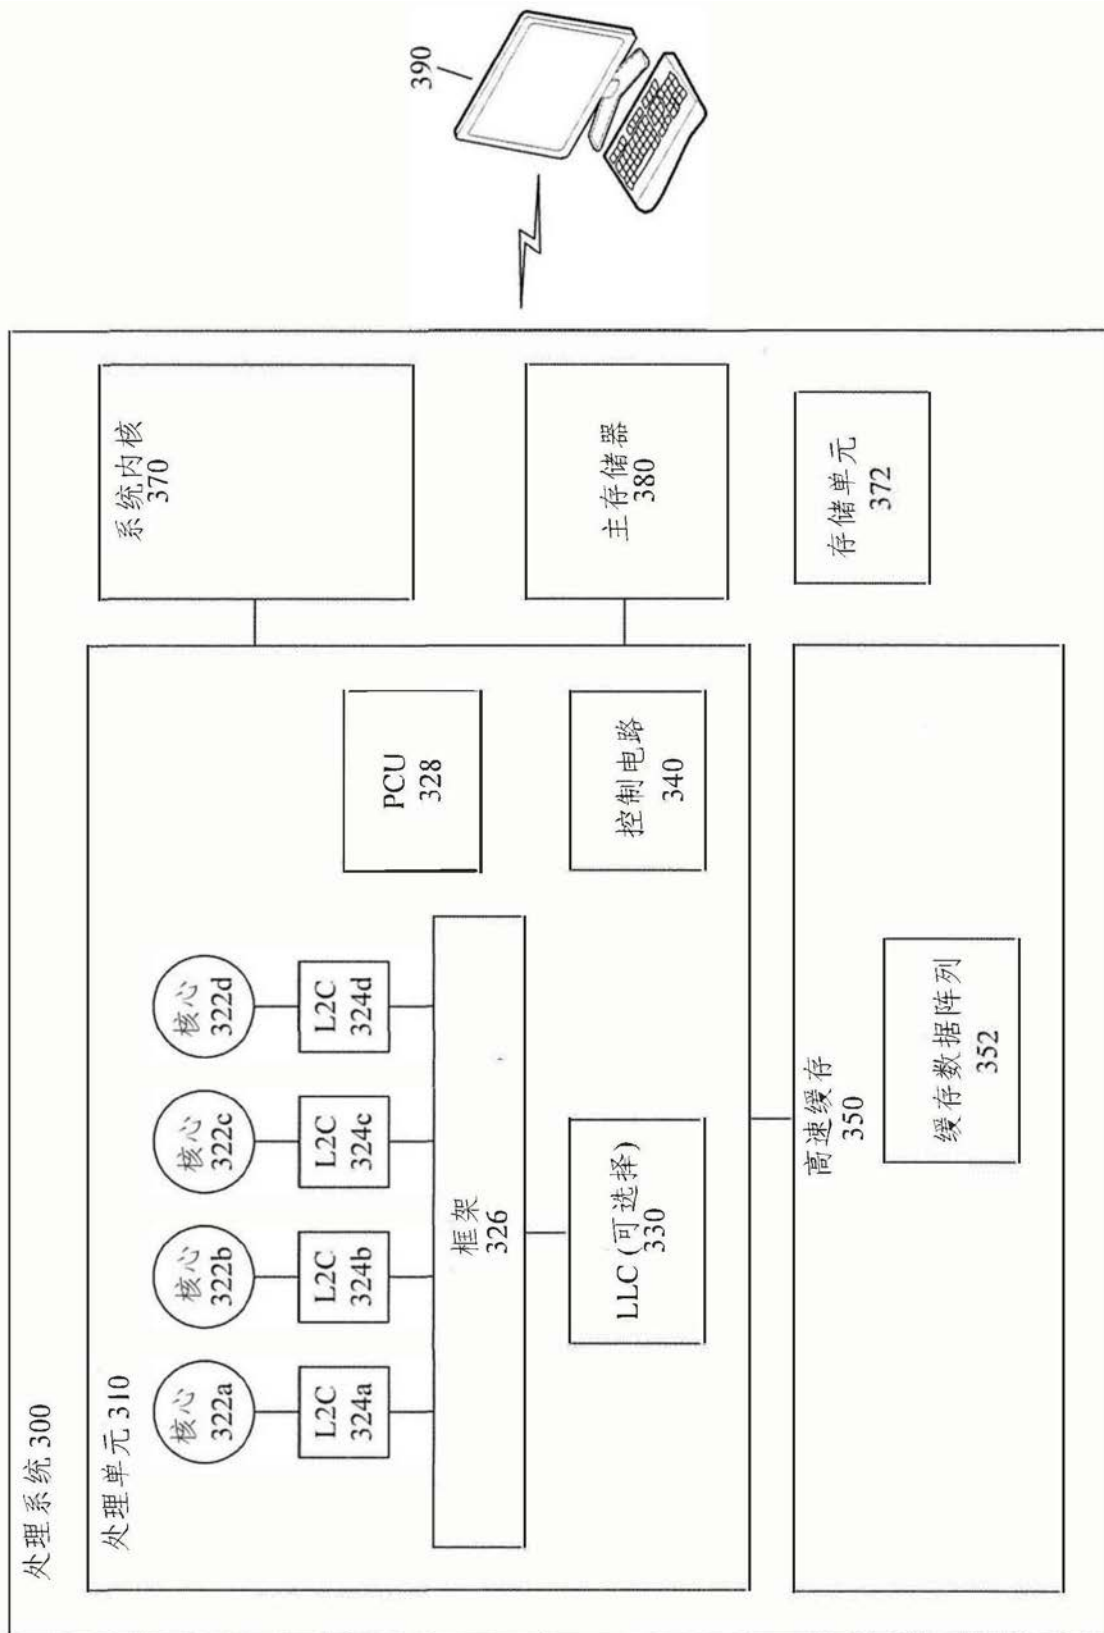 处理系统 300
处理单元 310
核心
322a
核心
322b
核心
322c
核心
322d
L2C
324a
L2C
324b
L2C
324c
L2C
324d
框架
326
LLC (可选择)
330
PCU
328
控制电路
340
系统内核
370
主存储器
380
存储单元
372
高速缓存
350
缓存数据阵列
352
390